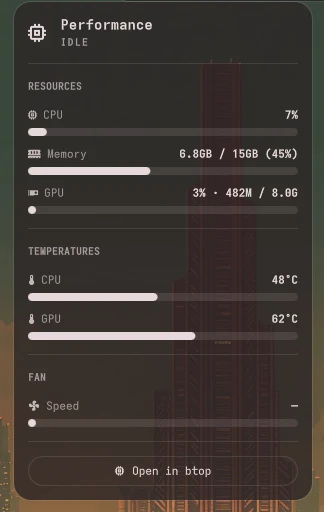 Performance
IDLE
RESOURCES
CPU 7%
Memory 6.8GB / 15GB (45%)
GPU 3% · 482M / 8.0G
TEMPERATURES
CPU 48°C
GPU 62°C
FAN
Speed —
Open in btop